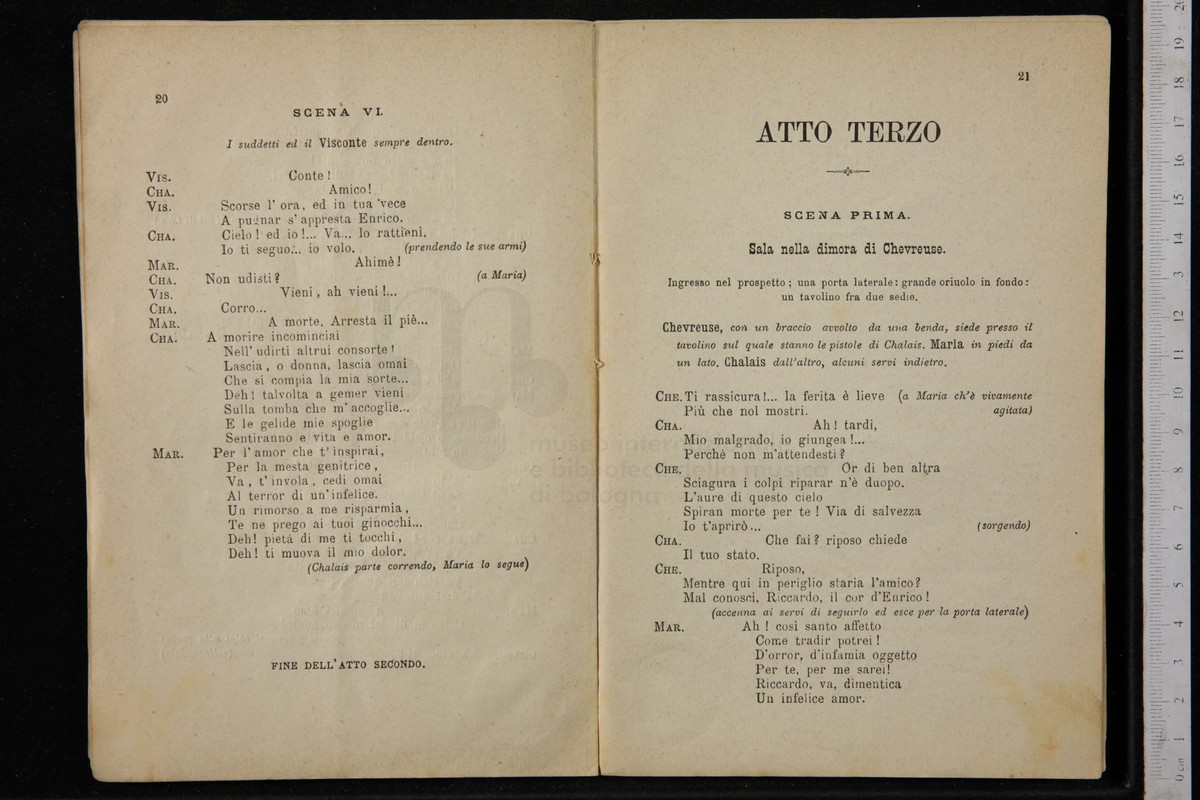 20
SCENA VI.
I suddetti ed il Visconte sempre dentro.
VIS. Conte !
CHA. Amico!
VIS. Scorse l' ora, ed in tua vece
A pugnar s' appresta Enrico.
CHA. Cielo ! ed io !... Va... lo rattieni.
Io ti seguo... io volo. (prendendo le sue armi)
MAR. Ahimè !
CHA. Non udisti ? (a Maria)
VIS. Vieni, ah vieni !...
CHA. Corro...
MAR. A morte. Arresta il piè...
CHA. A morire incominciai
Nell' udirti altrui consorte !
Lascia, o donna, lascia omai
Che si compia la mia sorte...
Deh ! talvolta a gemer vieni
Sulla tomba che m' accoglie...
E le gelide mie spoglie
Sentiranno e vita e amor.
MAR. Per l' amor che t' inspirai,
Per la mesta genitrice,
Va, t' invola, cedi omai
Al terror di un' infelice.
Un rimorso a me risparmia,
Te ne prego ai tuoi ginocchi...
Deh! pietà di me ti tocchi,
Deh! ti muova il mio dolor.
(Chalais parte correndo, Maria lo segue)
FINE DELL' ATTO SECONDO.
21
ATTO TERZO
SCENA PRIMA.
Sala nella dimora di Chevreuse.
Ingresso nel prospetto ; una porta laterale : grande oriuolo in fondo :
un tavolino fra due sedie.
Chevreuse, con un braccio avvolto da una benda, siede presso il
tavolino sul quale stanno le pistole di Chalais. Maria in piedi da
un lato. Chalais dall'altro, alcuni servi indietro.
CHE. Ti rassicura !... la ferita è lieve (a Maria ch'è vivamente
Più che nol mostri. agitata)
CHA. Ah ! tardi,
Mio malgrado, io giungea !...
Perchè non m'attendesti ?
CHE. Or di ben altra
Sciagura i colpi riparar n'è duopo.
L'aure di questo cielo
Spiran morte per te ! Via di salvezza
Io t'aprirò... (sorgendo)
CHA. Che fai ? riposo chiede
Il tuo stato.
CHE. Riposo,
Mentre qui in periglio staria l'amico ?
Mal conosci, Riccardo, il cor d'Enrico !
(accenna ai servi di seguirlo ed esce per la porta laterale)
MAR. Ah ! così santo affetto
Come tradir potrei !
D'orror, d'infamia oggetto
Per te, per me sarei!
Riccardo, va, dimentica
Un infelice amor.
museo internazionale
e biblioteca della musica
di bologna